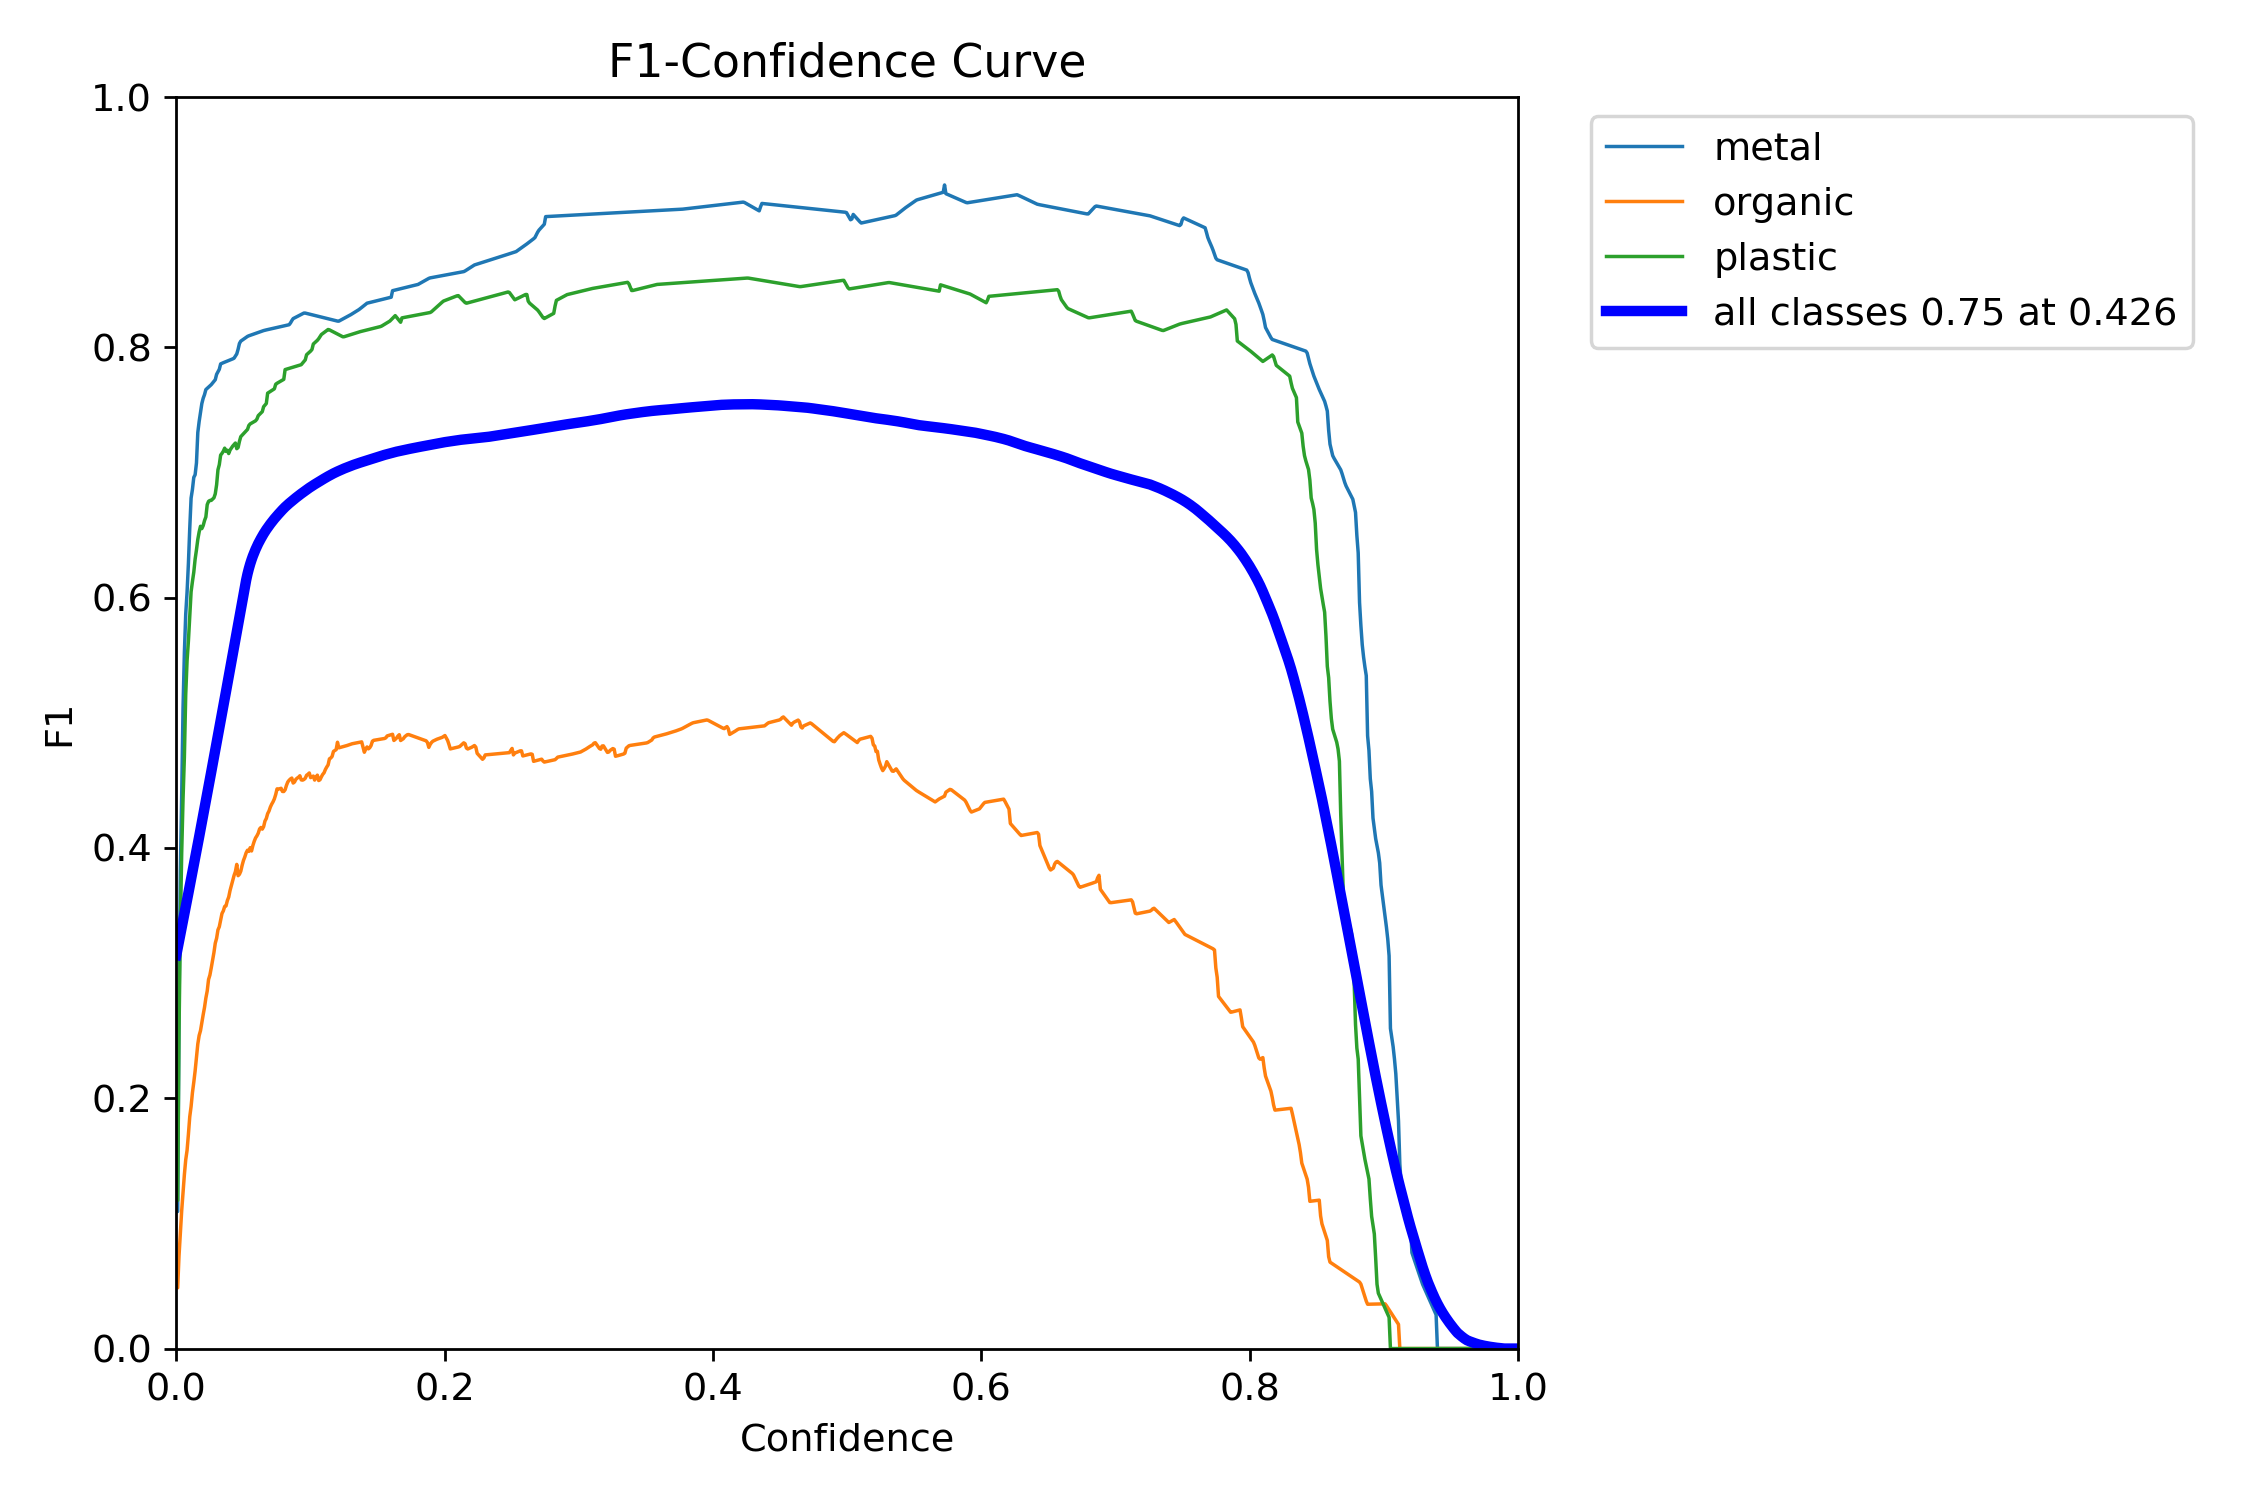 F1-Confidence Curve
1.0
0.8
0.6
0.4
0.2
0.0
F1
0.0 0.2 0.4 0.6 0.8 1.0
Confidence
metal
organic
plastic
all classes 0.75 at 0.426